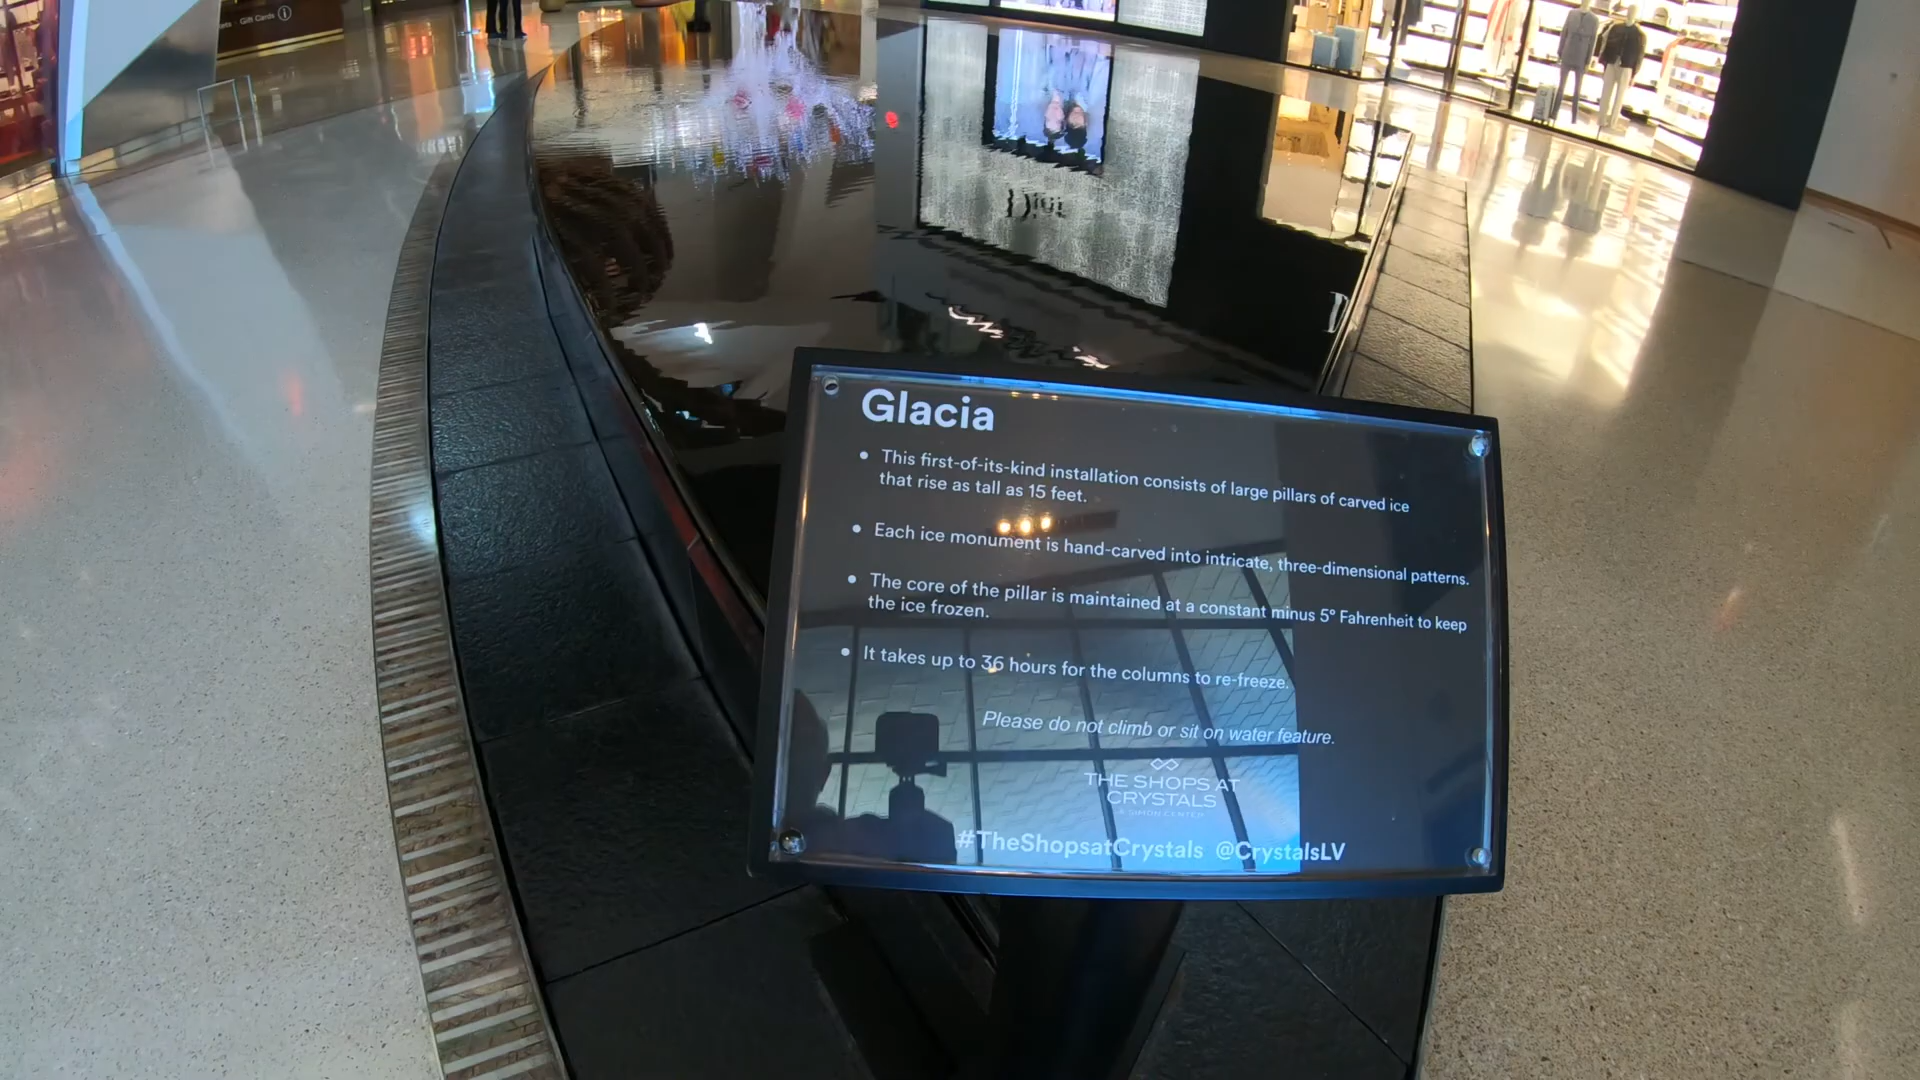 Gift Cards
Glacia
• This first-of-its-kind installation consists of large pillars of carved ice
that rise as tall as 15 feet.
• Each ice monument is hand-carved into intricate, three-dimensional patterns.
• The core of the pillar is maintained at a constant minus 5° Fahrenheit to keep
the ice frozen.
• It takes up to 36 hours for the columns to re-freeze.
Please do not climb or sit on water feature.
THE SHOPS AT
CRYSTALS
A SIMON CENTER
#TheShopsatCrystals @CrystalsLV